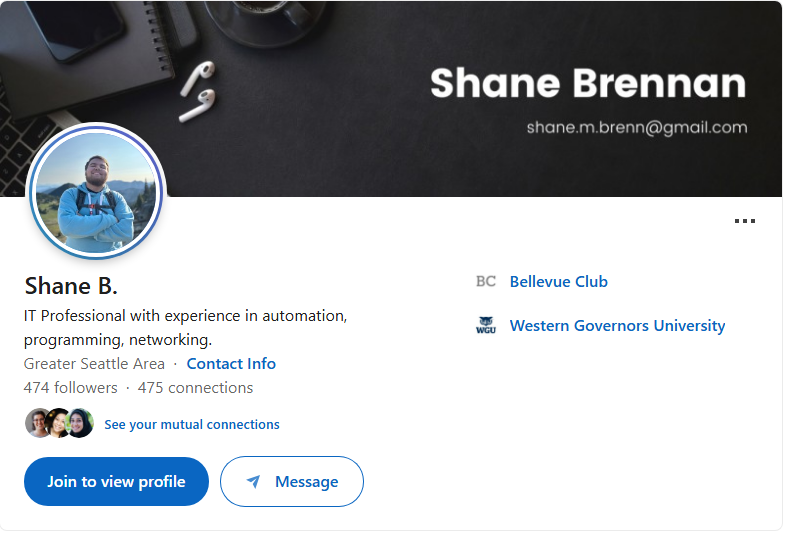 Shane Brennan
shane.m.brenn@gmail.com
Shane B.
IT Professional with experience in automation,
programming, networking.
Greater Seattle Area · Contact Info
474 followers · 475 connections
See your mutual connections
Join to view profile
Message
BC Bellevue Club
WGU Western Governors University